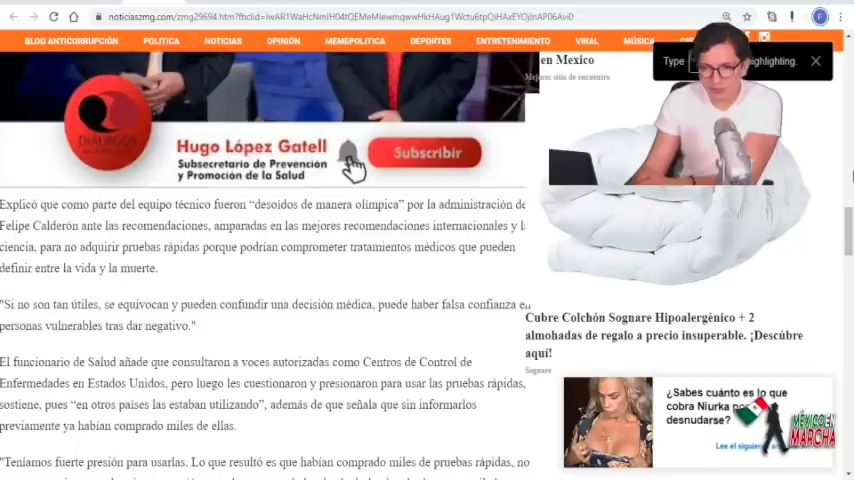 noticiaszmg.com/zmg29694.htm?fbclid=
BLOG ANTICORRUPCIÓN POLITICA NOTICIAS OPINIÓN MEMEPOLITICA DEPORTES ENTRETENIMIENTO VIRAL MÚSICA
en Mexico
Mejores sitio de encuentro
Type highlighting.
DIÁLOGOS
Hugo López Gatell
Subsecretario de Prevención
y Promoción de la Salud
Subscribir
Explicó que como parte del equipo técnico fueron “desoídos de manera olímpica” por la administración de
Felipe Calderón ante las recomendaciones, amparadas en las mejores recomendaciones internacionales y l
ciencia, para no adquirir pruebas rápidas porque podrían comprometer tratamientos médicos que pueden
definir entre la vida y la muerte.
"Si no son tan útiles, se equivocan y pueden confundir una decisión médica, puede haber falsa confianza e
personas vulnerables tras dar negativo."
El funcionario de Salud añade que consultaron a voces autorizadas como Centros de Control de
Enfermedades en Estados Unidos, pero luego les cuestionaron y presionaron para usar las pruebas rápidas,
sostiene, pues “en otros países las estaban utilizando”, además de que señala que sin informarlos
previamente ya habían comprado miles de ellas.
"Teníamos fuerte presión para usarlas. Lo que resultó es que habían comprado miles de pruebas rápidas, no
Cubre Colchón Sognare Hipoalergénico + 2
almohadas de regalo a precio insuperable. ¡Descúbre
aquí!
Sognare
¿Sabes cuánto es lo que
cobra Niurka
desnudarse?
Lee el
MÉXICO EN
MARCHA